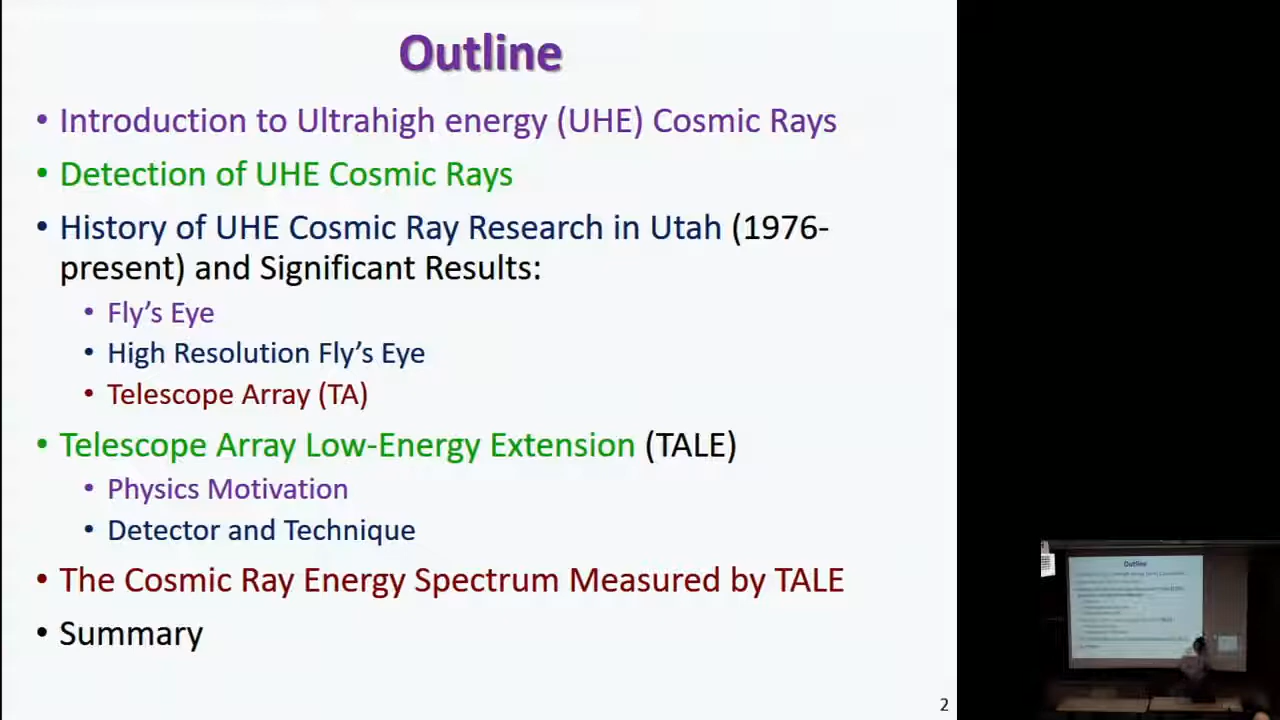 Outline
• Introduction to Ultrahigh energy (UHE) Cosmic Rays
• Detection of UHE Cosmic Rays
• History of UHE Cosmic Ray Research in Utah (1976-
present) and Significant Results:
• Fly's Eye
• High Resolution Fly's Eye
• Telescope Array (TA)
• Telescope Array Low-Energy Extension (TALE)
• Physics Motivation
• Detector and Technique
• The Cosmic Ray Energy Spectrum Measured by TALE
• Summary
2
Outline